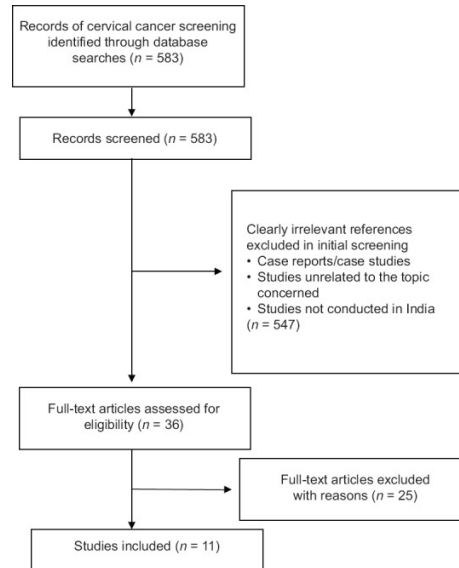 Records of cervical cancer screening
identified through database
searches (n = 583)
Records screened (n = 583)
Clearly irrelevant references
excluded in initial screening
• Case reports/case studies
• Studies unrelated to the topic
concerned
• Studies not conducted in India
(n = 547)
Full-text articles assessed for
eligibility (n = 36)
Full-text articles excluded
with reasons (n = 25)
Studies included (n = 11)